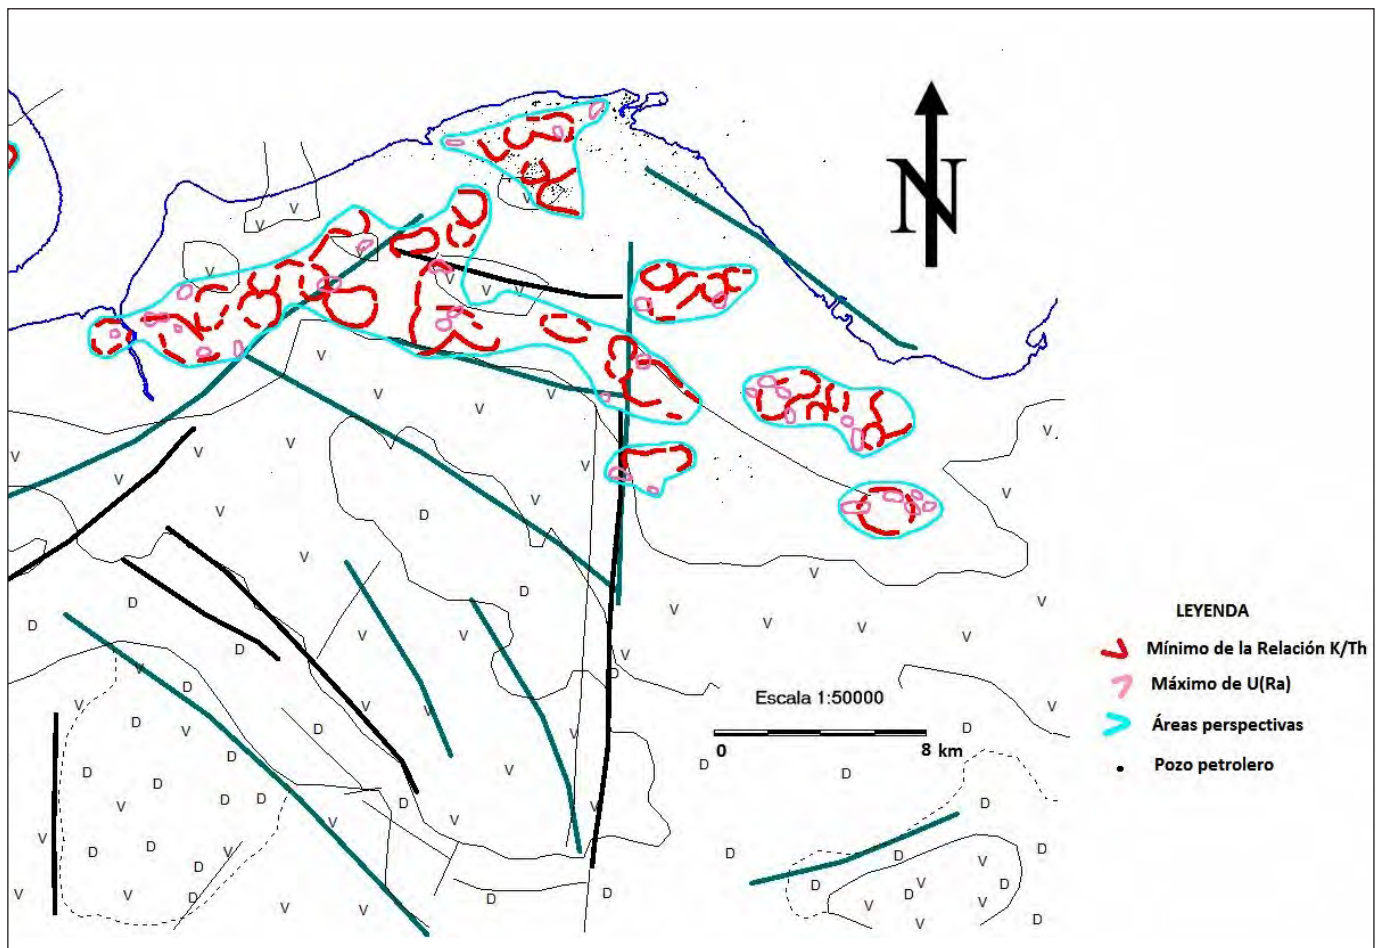 V
N
V
V
V
V
V
V V
V
V V
V
V V
V V
V
V
V V
V D
V
V
D
D V V
LEYENDA
D V V
V V V
D Mínimo de la Relación K/Th
V
V D
D Máximo de U(Ra)
Escala 1:50000
V V V
D Áreas perspectivas
V D V D
0 8 km
D D Pozo petrolero
D V D
D
V D D D V D
V V
V
D D V D D D
D V
D V D
V V D D D D
V V V
V D